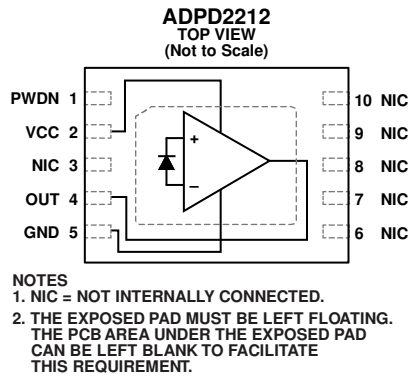 ADPD2212
TOP VIEW
(Not to Scale)
PWDN 1
VCC 2
NIC 3
OUT 4
GND 5
10 NIC
9 NIC
8 NIC
7 NIC
6 NIC
+
–
NOTES
1. NIC = NOT INTERNALLY CONNECTED.
2. THE EXPOSED PAD MUST BE LEFT FLOATING.
THE PCB AREA UNDER THE EXPOSED PAD
CAN BE LEFT BLANK TO FACILITATE
THIS REQUIREMENT.